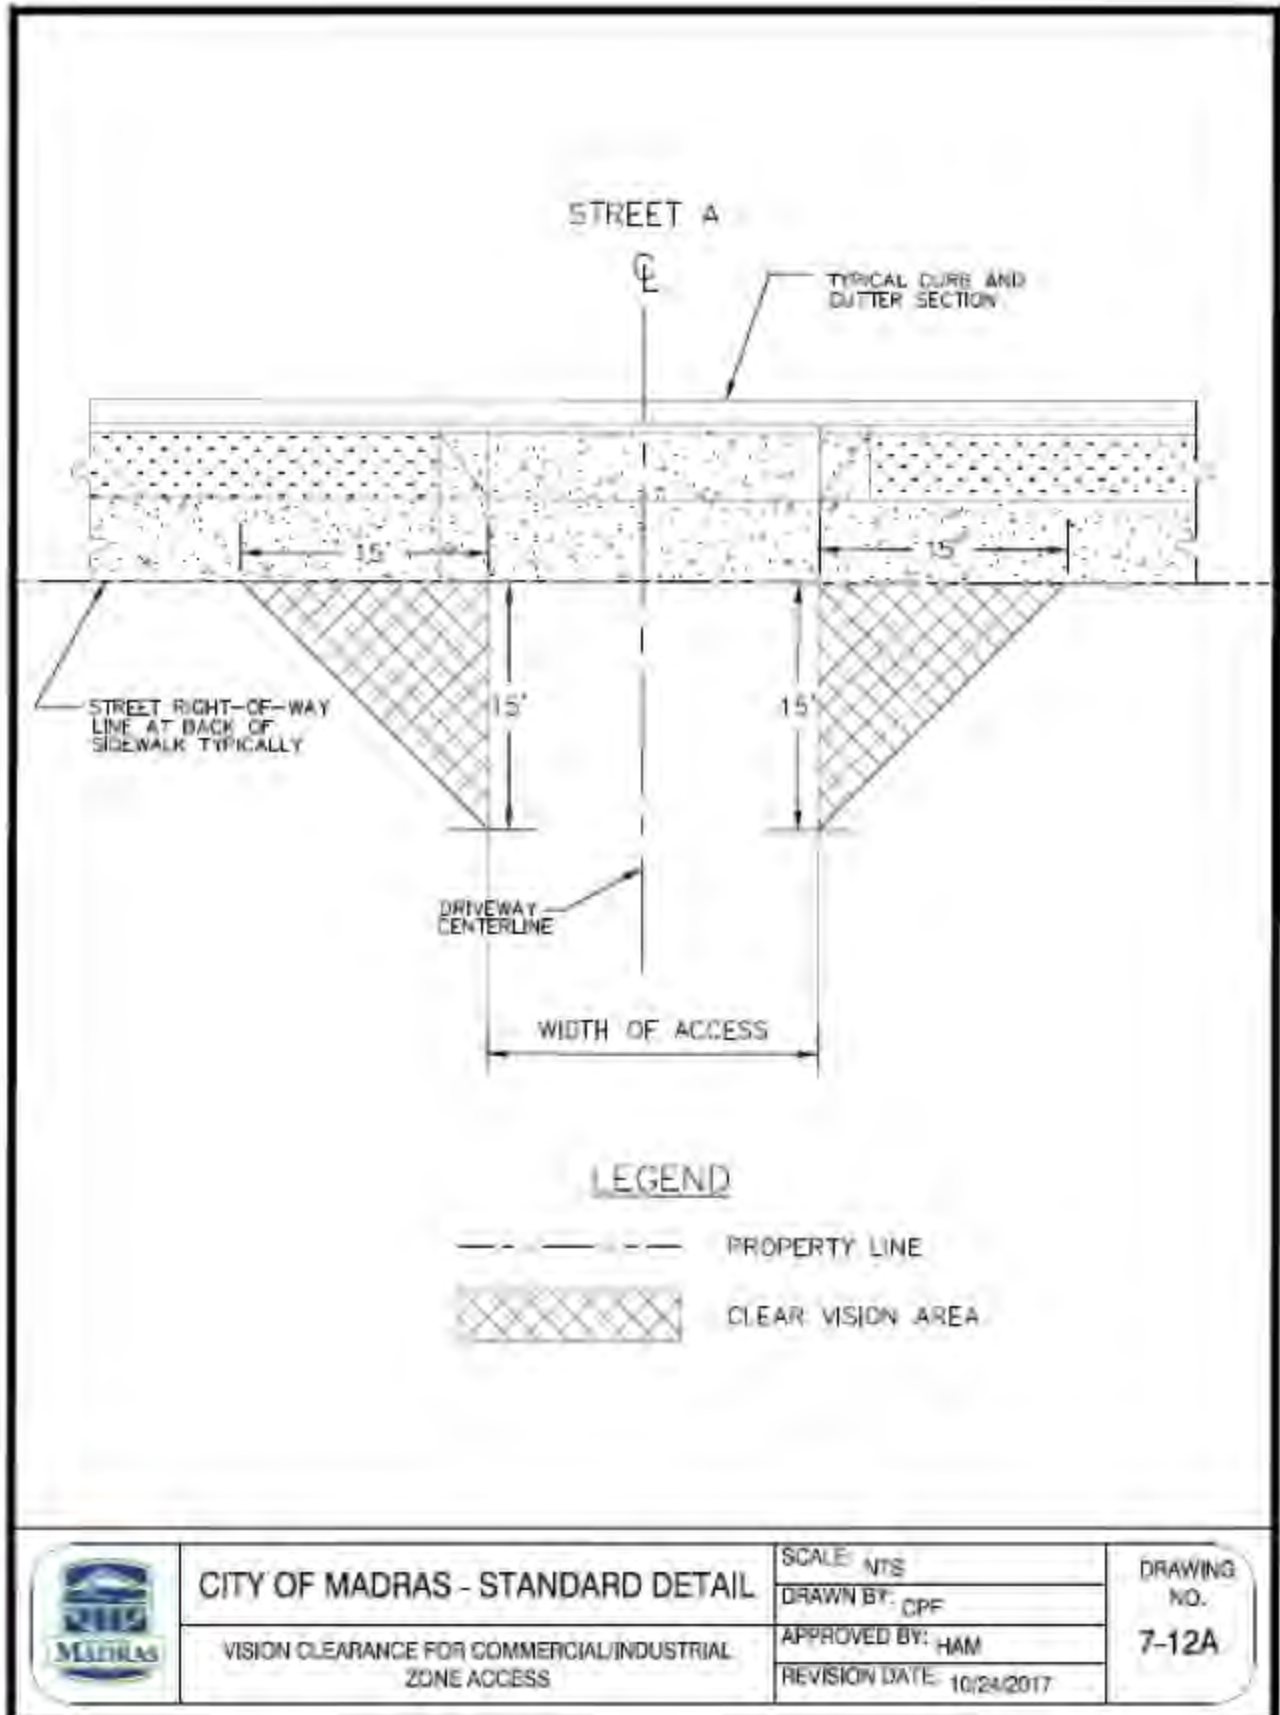 STREET A
CL
TYPICAL CURB AND
GUTTER SECTION
15'
15'
STREET RIGHT-OF-WAY
LINE AT BACK OF
SIDEWALK TYPICALLY
15'
15'
DRIVEWAY
CENTERLINE
WIDTH OF ACCESS
LEGEND
PROPERTY LINE
CLEAR VISION AREA
MADRAS
CITY OF MADRAS - STANDARD DETAIL
VISION CLEARANCE FOR COMMERCIAL/INDUSTRIAL
ZONE ACCESS
SCALE: NTS
DRAWN BY: CPF
APPROVED BY: HAM
REVISION DATE: 10/24/2017
DRAWING
NO.
7-12A